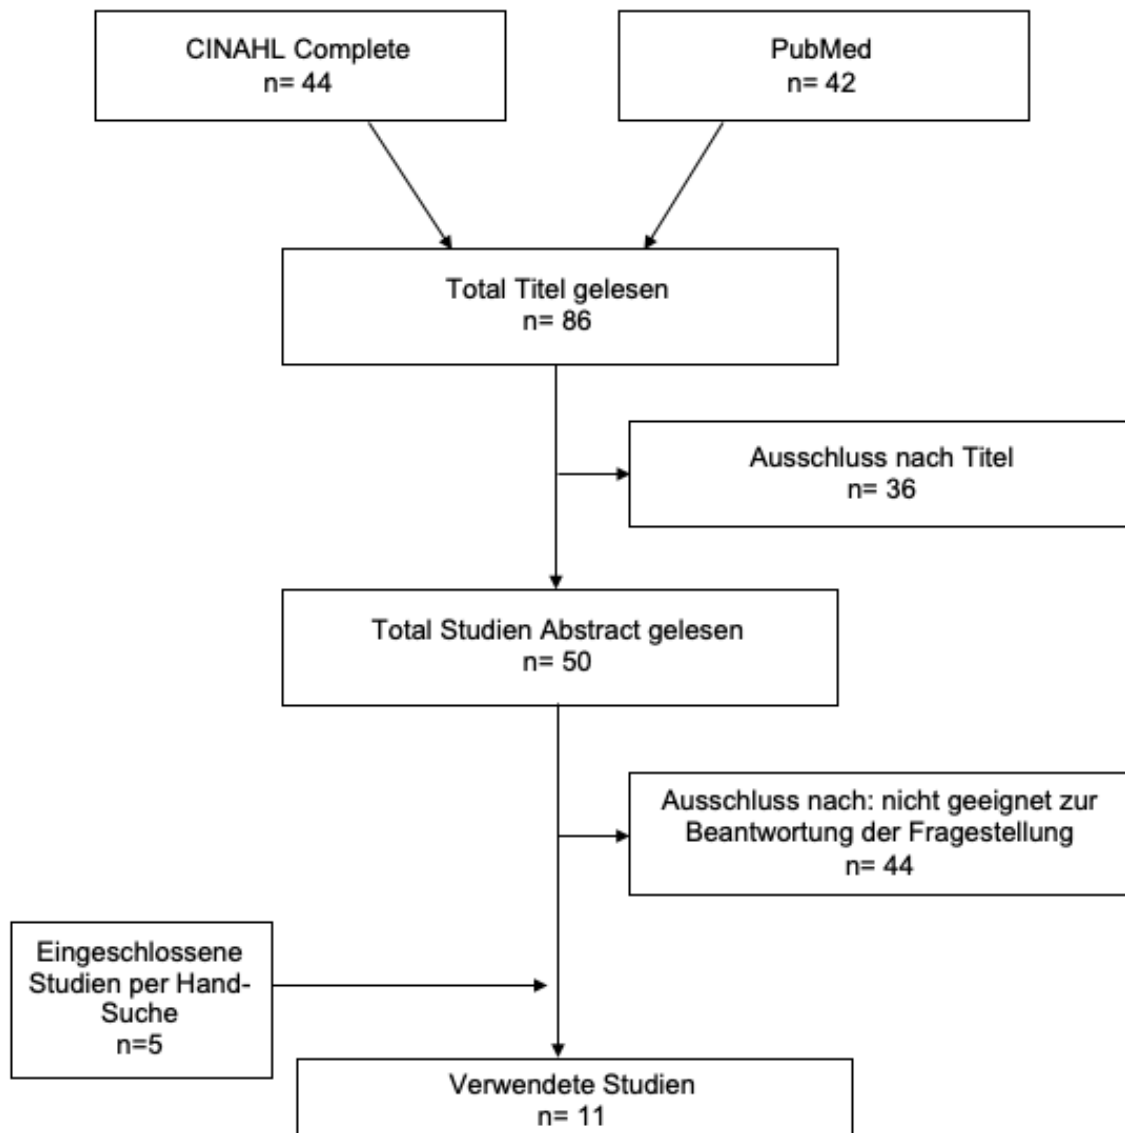 CINAHL Complete
n= 44
PubMed
n= 42
Total Titel gelesen
n= 86
Ausschluss nach Titel
n= 36
Total Studien Abstract gelesen
n= 50
Ausschluss nach: nicht geeignet zur
Beantwortung der Fragestellung
n= 44
Eingeschlossene
Studien per Hand-
Suche
n=5
Verwendete Studien
n= 11